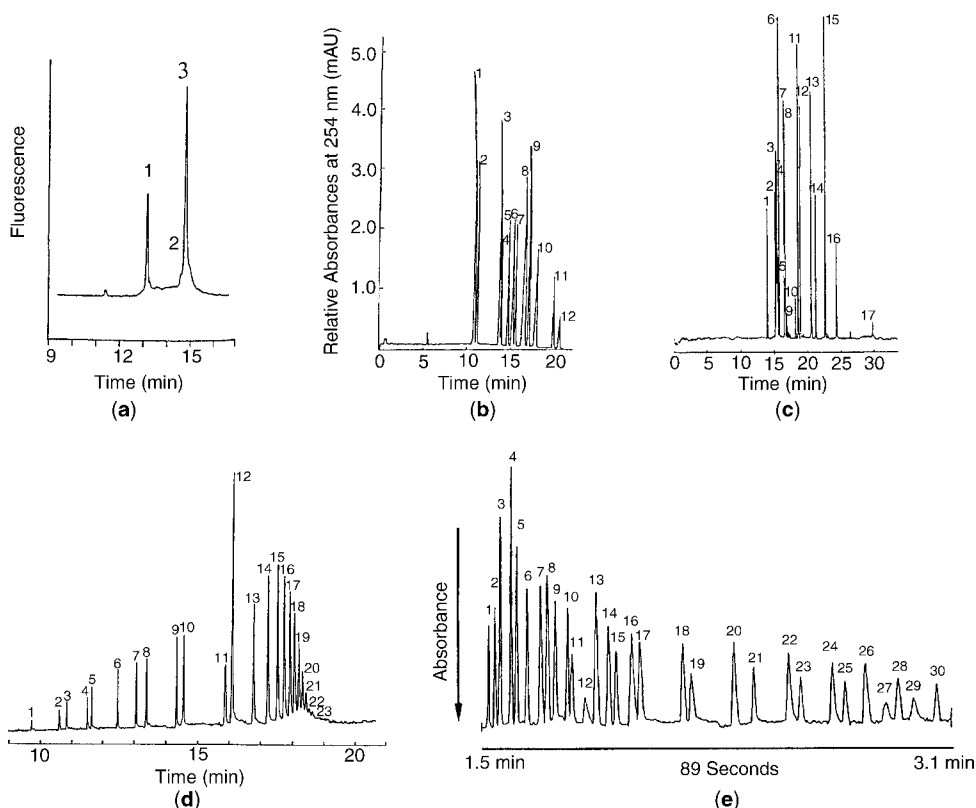 Fluorescence
1
2
3
9 12 15
Time (min)
(a)
Relative Absorbances at 254 nm (mAU)
5.0
4.0
3.0
2.0
1.0
1
2
3
4
5
6
7
8
9
10
11
12
0 5 10 15 20
Time (min)
(b)
1
2
3
4
5
6
7
8
9
10
11
12
13
14
15
16
17
0 5 10 15 20 25 30
Time (min)
(c)
1 2 3 4 5 6 7 8 9 10 11 12 13 14 15 16 17 18 19 20 21 22 23
10 15 20
Time (min)
(d)
Absorbance
1 2 3 4 5 6 7 8 9 10 11 12 13 14 15 16 17 18 19 20 21 22 23 24 25 26 27 28 29 30
1.5 min 89 Seconds 3.1 min
(e)